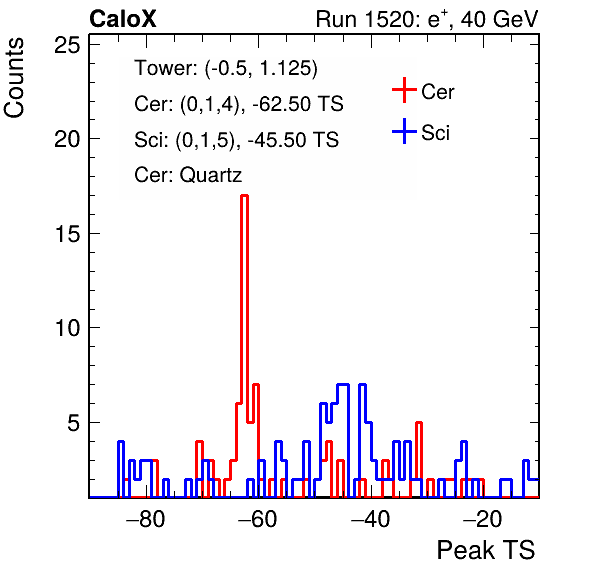 CaloX Run 1520: e⁺, 40 GeV
Counts
25
20
15
10
5
Tower: (-0.5, 1.125)
Cer: (0,1,4), -62.50 TS
Sci: (0,1,5), -45.50 TS
Cer: Quartz
Cer
Sci
−80 −60 −40 −20
Peak TS